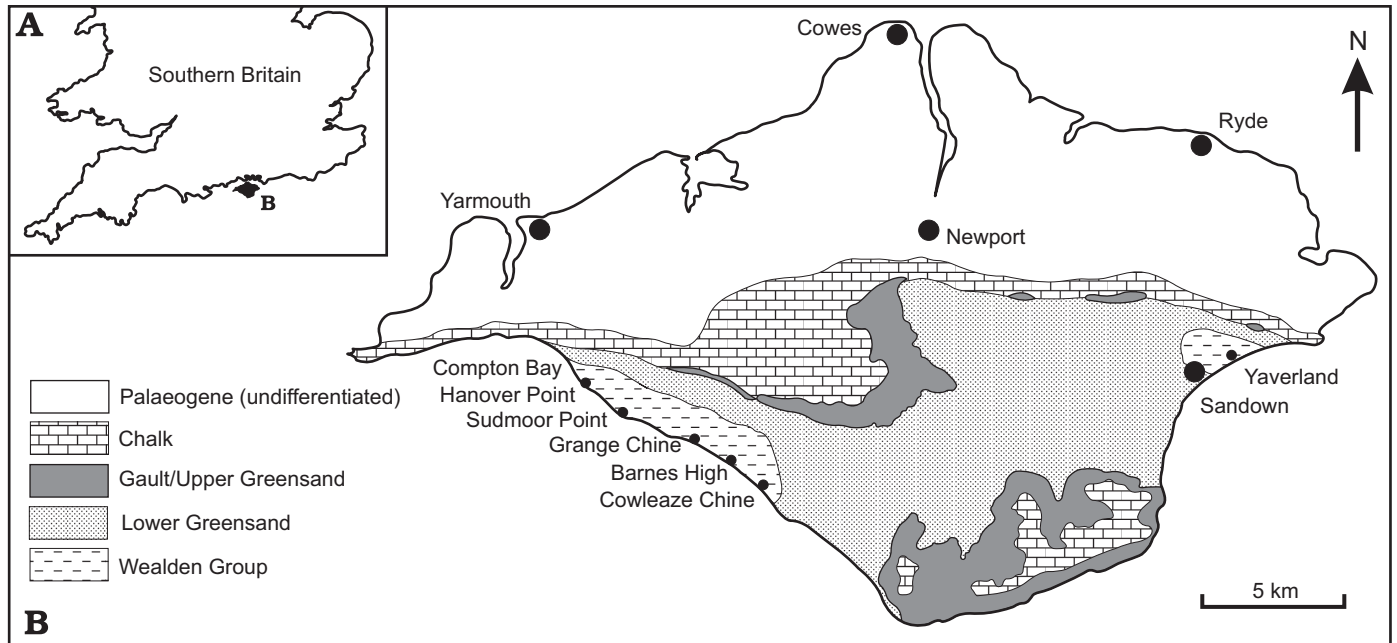 A
Southern Britain
B
Cowes
N
Ryde
Yarmouth
Newport
Compton Bay
Hanover Point
Sudmoor Point
Grange Chine
Barnes High
Cowleaze Chine
Yaverland
Sandown
Palaeogene (undifferentiated)
Chalk
Gault/Upper Greensand
Lower Greensand
Wealden Group
5 km
B